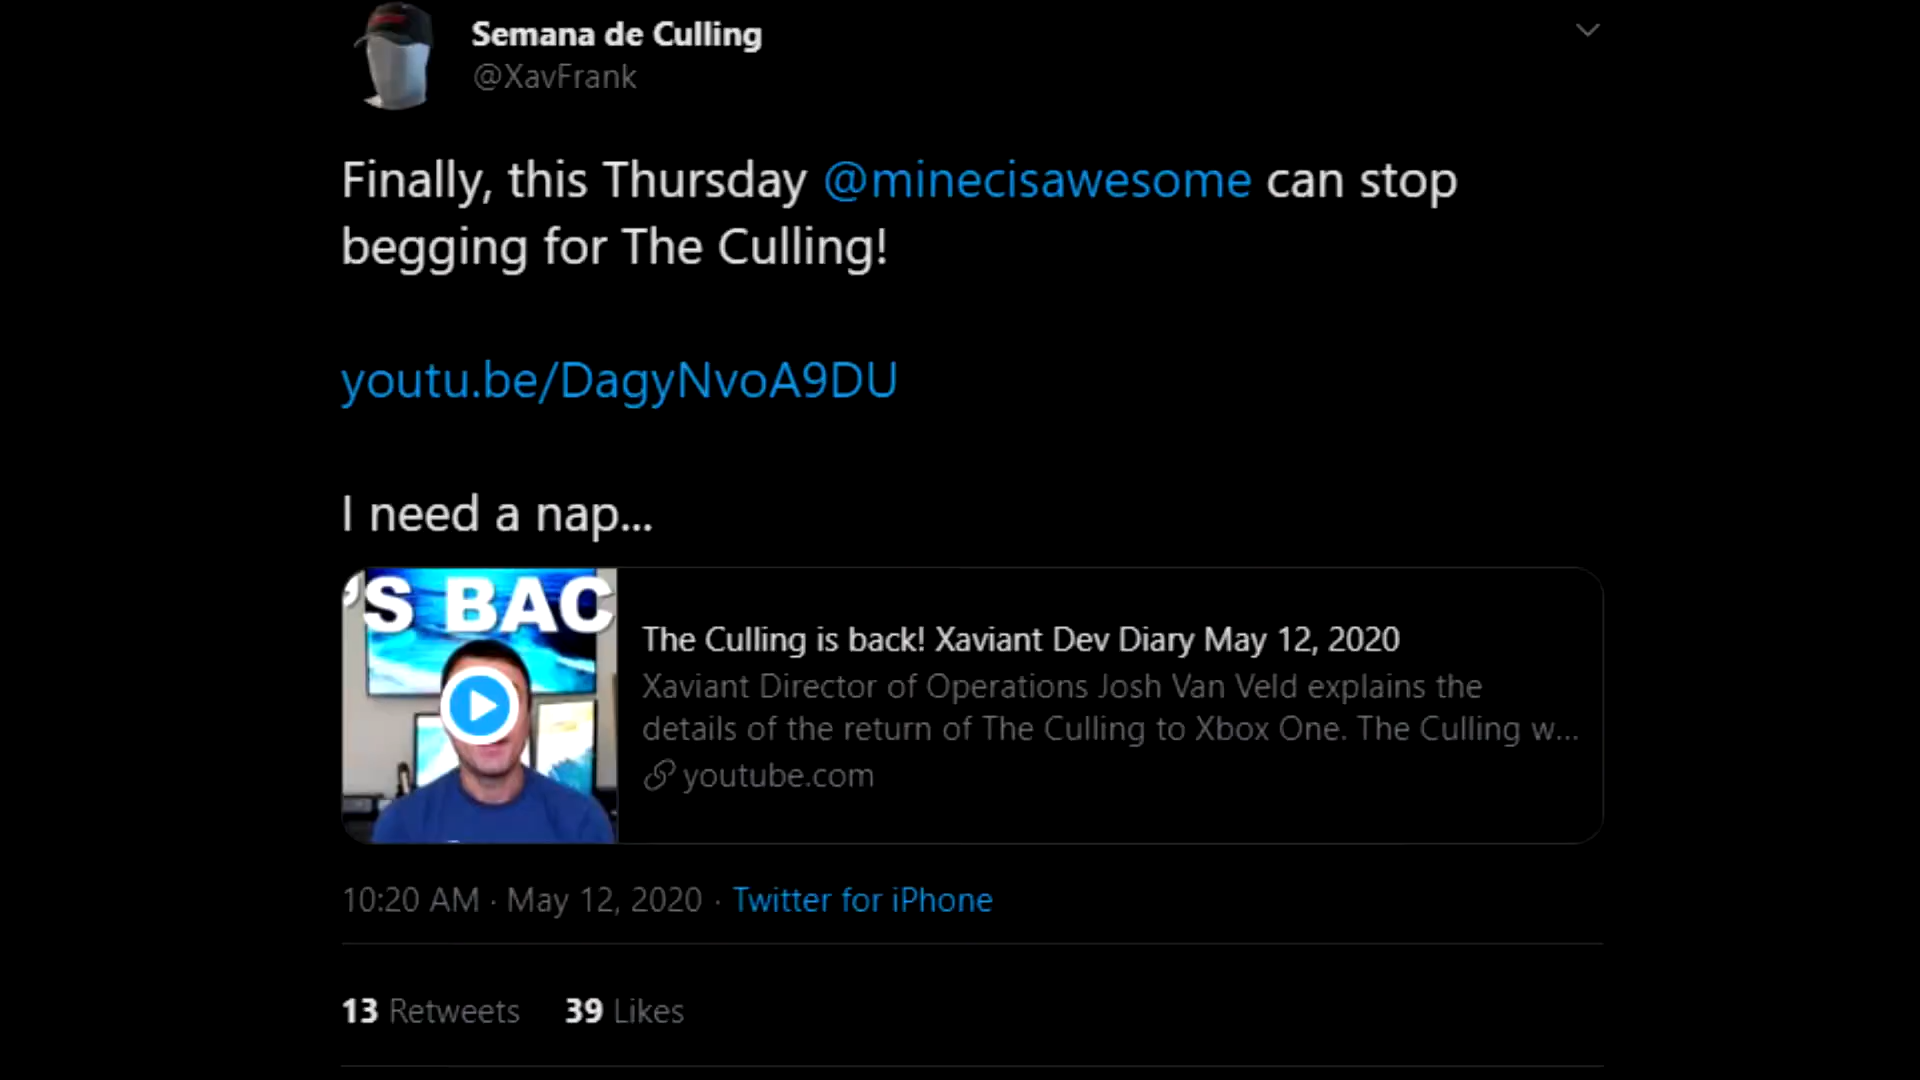 Semana de Culling
@XavFrank
Finally, this Thursday @minecisawesome can stop
begging for The Culling!
youtu.be/DagyNvoA9DU
I need a nap...
'S BAC
The Culling is back! Xaviant Dev Diary May 12, 2020
Xaviant Director of Operations Josh Van Veld explains the
details of the return of The Culling to Xbox One. The Culling w...
youtube.com
10:20 AM · May 12, 2020 · Twitter for iPhone
13 Retweets 39 Likes